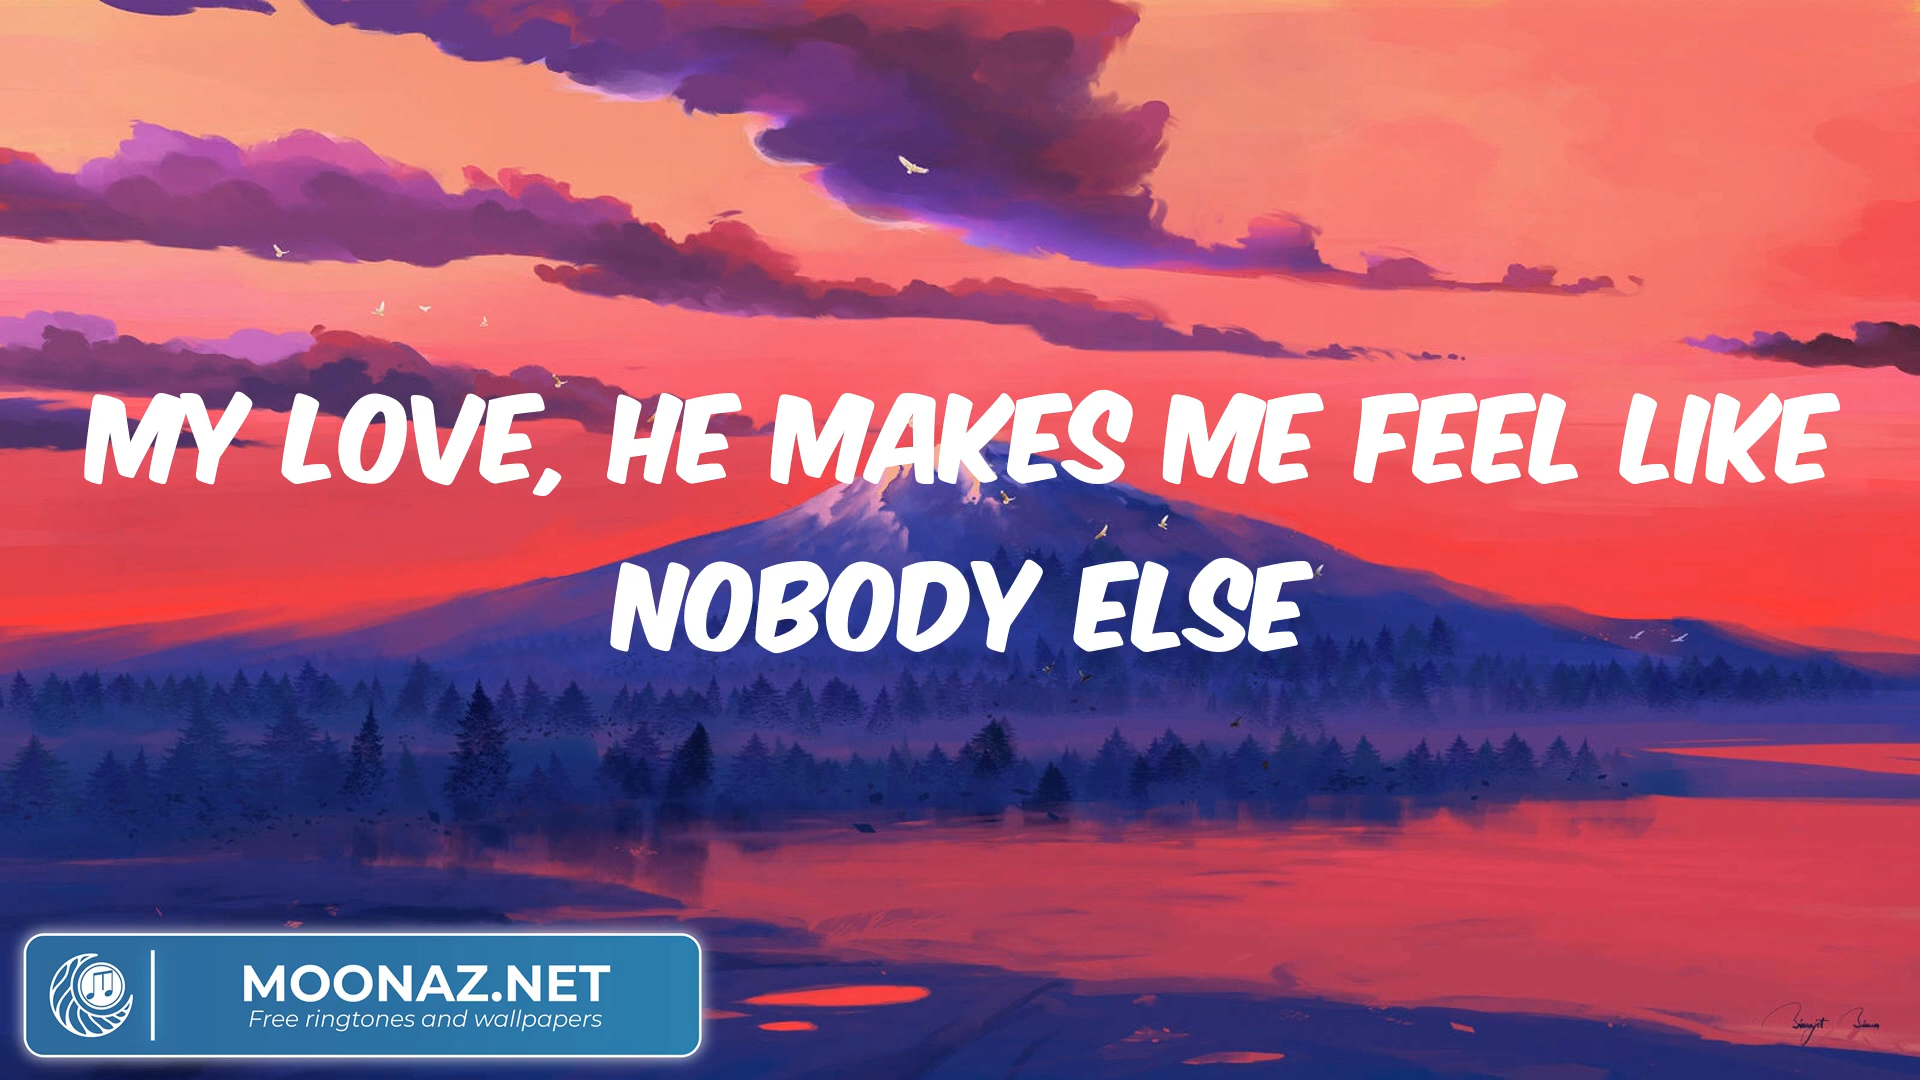 MY LOVE, HE MAKES ME FEEL LIKE
NOBODY ELSE
MOONAZ.NET
Free ringtones and wallpapers